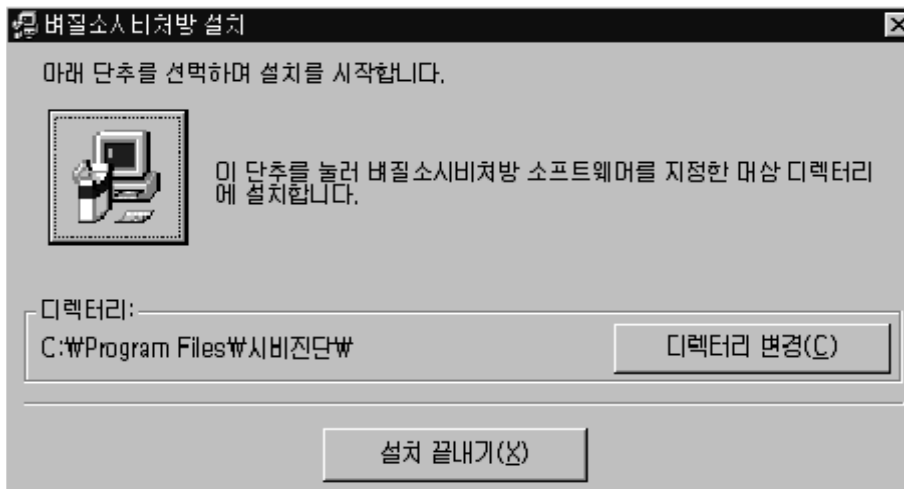 벼질소시비처방 설치
아래 단추를 선택하며 설치를 시작합니다.
이 단추를 눌러 벼질소시비처방 소프트웨어를 지정한 대상 디렉터리
에 설치합니다.
디렉터리:
C:₩Program Files₩시비진단₩
디렉터리 변경(C)
설치 끝내기(X)